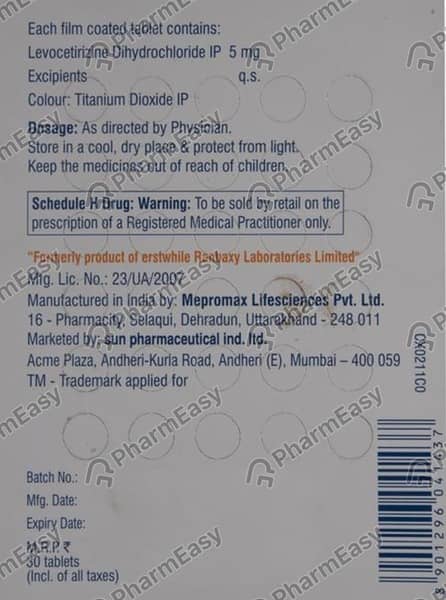 Each film coated tablet contains:
Levocetirizine Dihydrochloride IP 5 mg
Excipients q.s.
Colour: Titanium Dioxide IP
Dosage: As directed by Physician.
Store in a cool, dry place & protect from light.
Keep the medicines out of reach of children.
Schedule H Drug: Warning: To be sold by retail on the
prescription of a Registered Medical Practitioner only.
"Formerly product of erstwhile Ranbaxy Laboratories Limited"
Mfg. Lic. No.: 23/UA/2007
Manufactured in India by: Mepromax Lifesciences Pvt. Ltd.
16 - Pharmacity, Selaqui, Dehradun, Uttarakhand - 248 011
Marketed by: sun pharmaceutical ind. ltd.
Acme Plaza, Andheri-Kurla Road, Andheri (E), Mumbai – 400 059
TM - Trademark applied for
Batch No.:
Mfg. Date:
Expiry Date:
M.R.P. ₹
30 tablets
(Incl. of all taxes)
CX0211C0
3 901296 041437
PharmEasy